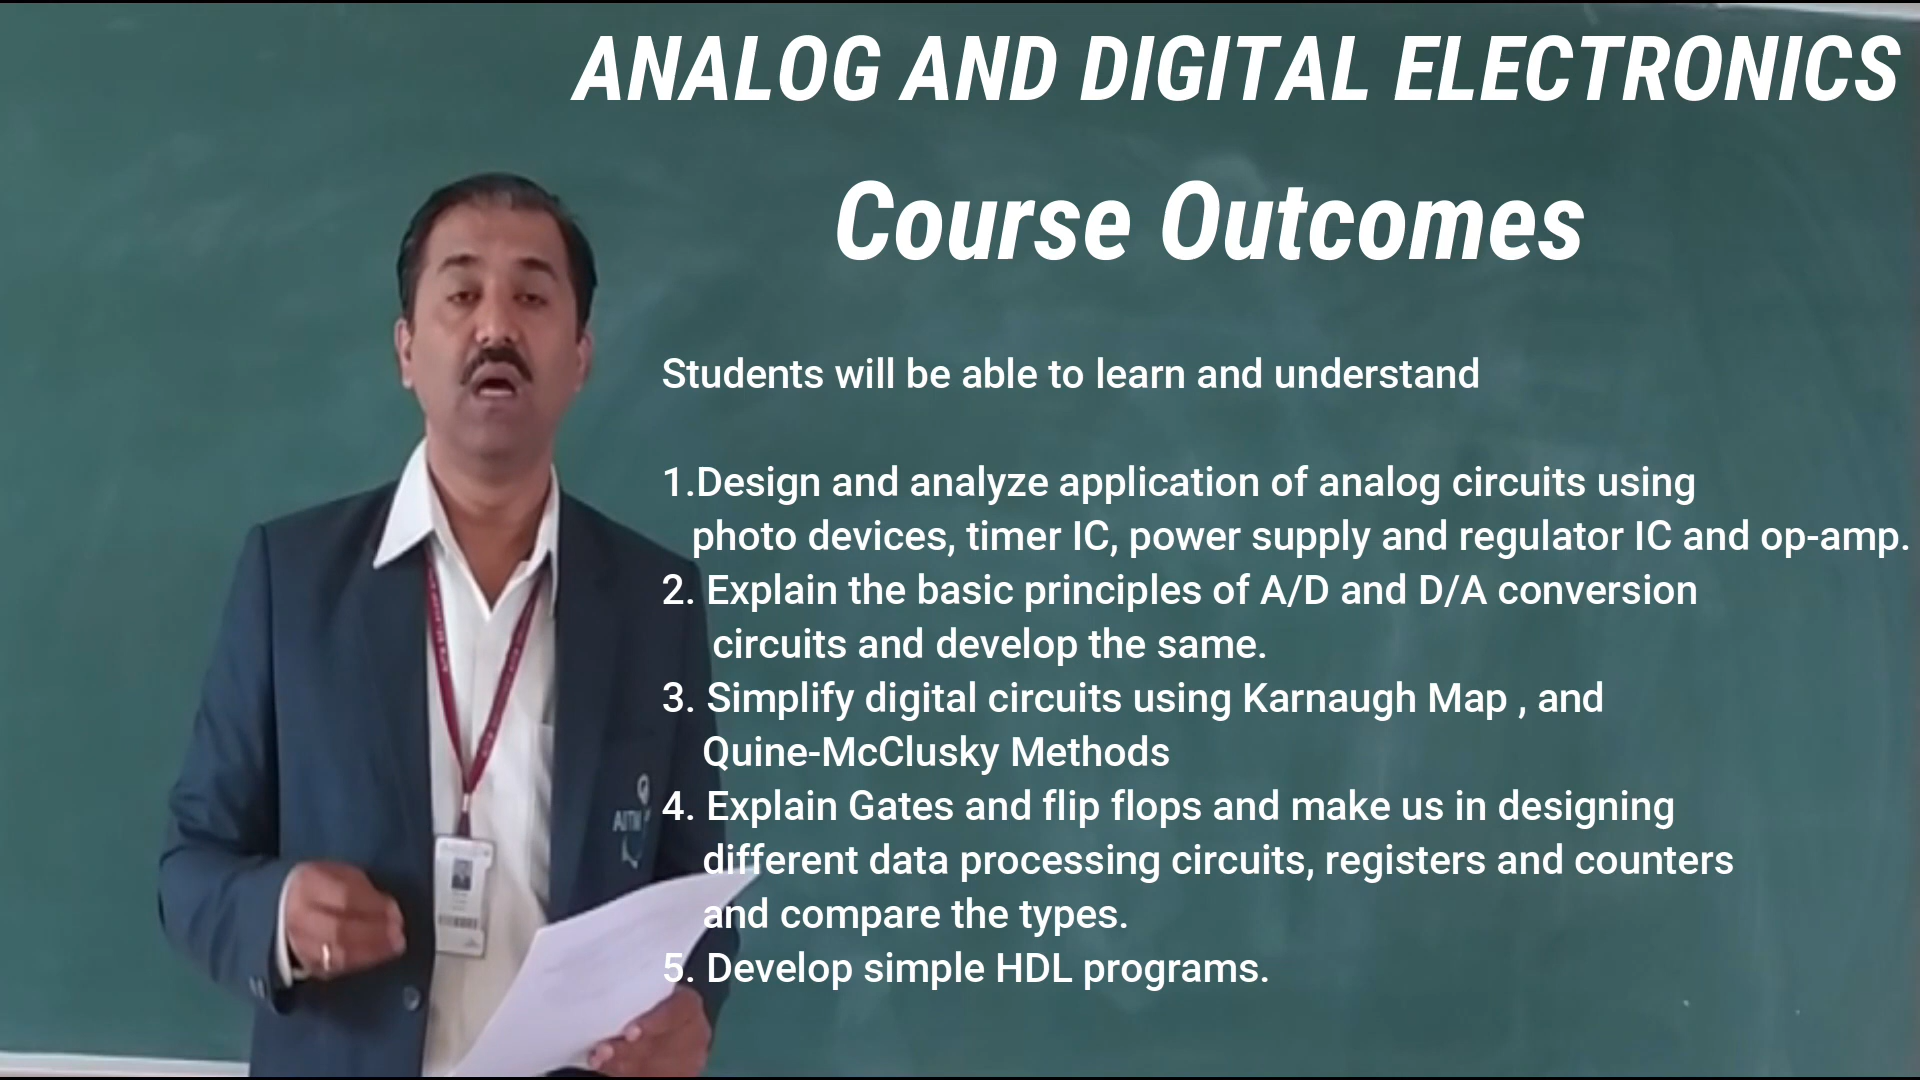 ANALOG AND DIGITAL ELECTRONICS
Course Outcomes
Students will be able to learn and understand
1.Design and analyze application of analog circuits using
photo devices, timer IC, power supply and regulator IC and op-amp.
2. Explain the basic principles of A/D and D/A conversion
circuits and develop the same.
3. Simplify digital circuits using Karnaugh Map , and
Quine-McClusky Methods
4. Explain Gates and flip flops and make us in designing
different data processing circuits, registers and counters
and compare the types.
5. Develop simple HDL programs.
AITM